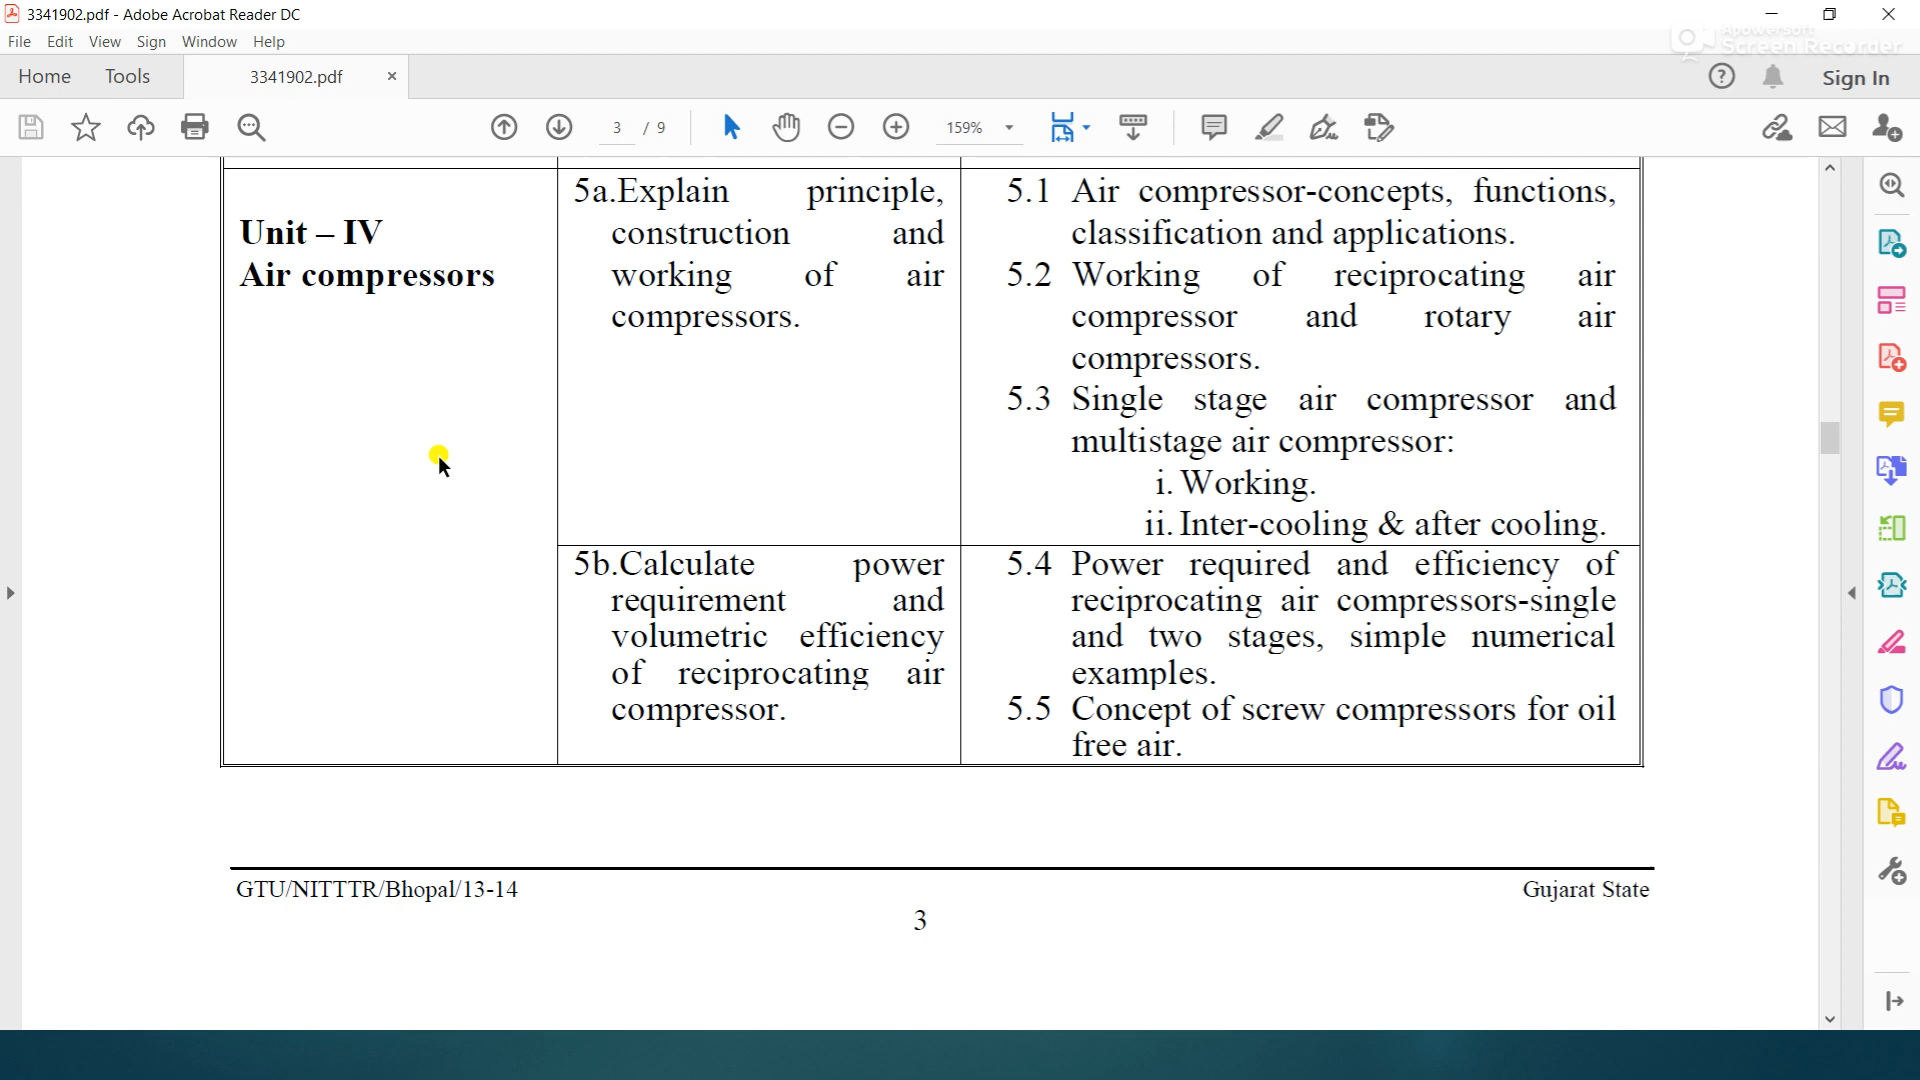 3341902.pdf - Adobe Acrobat Reader DC
File Edit View Sign Window Help
Apowersoft
Screen Recorder
Home Tools 3341902.pdf × Sign In
3 / 9 159%
Unit – IV
Air compressors
5a.Explain principle,
construction and
working of air
compressors.
5.1 Air compressor-concepts, functions,
classification and applications.
5.2 Working of reciprocating air
compressor and rotary air
compressors.
5.3 Single stage air compressor and
multistage air compressor:
i. Working.
ii. Inter-cooling & after cooling.
5b.Calculate power
requirement and
volumetric efficiency
of reciprocating air
compressor.
5.4 Power required and efficiency of
reciprocating air compressors-single
and two stages, simple numerical
examples.
5.5 Concept of screw compressors for oil
free air.
GTU/NITTTR/Bhopal/13-14 Gujarat State
3